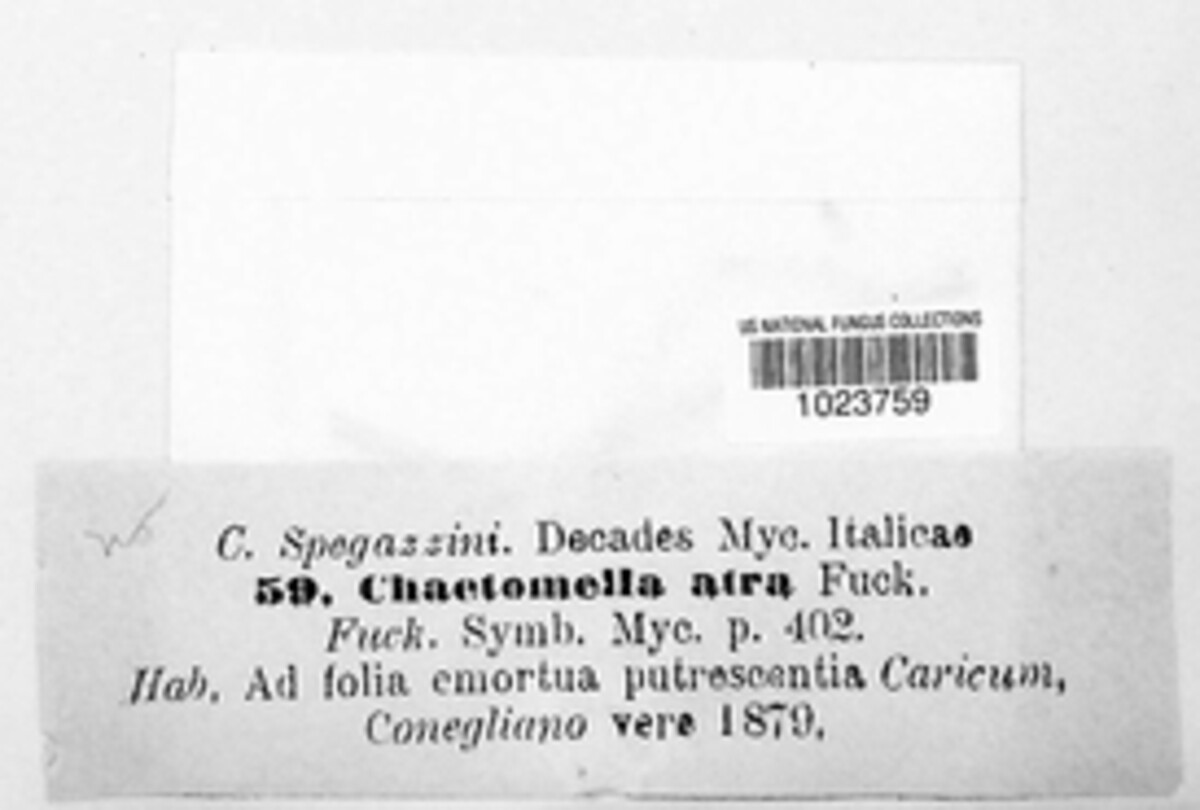 US NATIONAL FUNGUS COLLECTIONS
1023759
C. Spegazzini. Decades Myc. Italicae
59. Chaetomella atra Fuck.
Fuck. Symb. Myc. p. 402.
Hab. Ad folia emortua putrescentia Caricum,
Conegliano vere 1879.